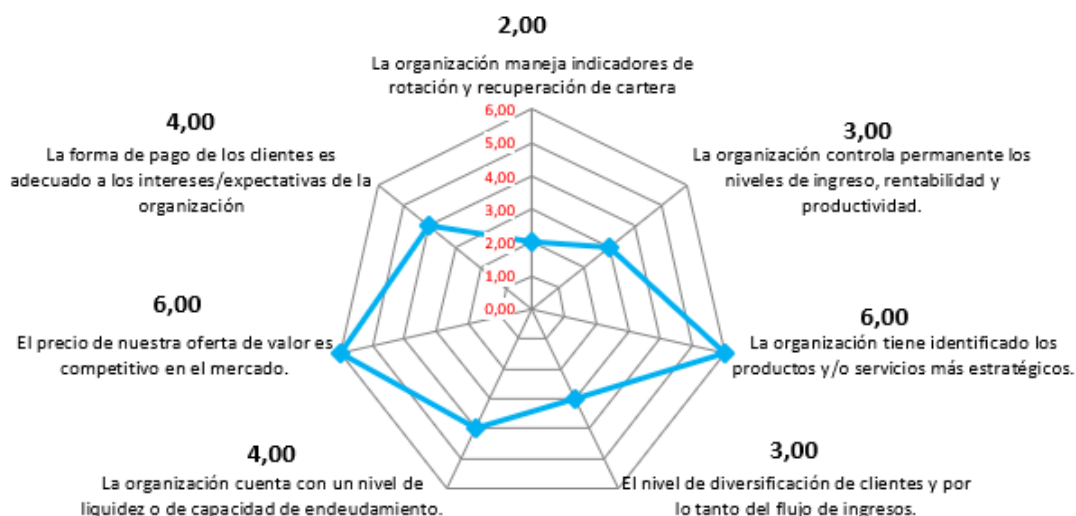 2,00
La organización maneja indicadores de
rotación y recuperación de cartera
3,00
La organización controla permanente los
niveles de ingreso, rentabilidad y
productividad.
6,00
La organización tiene identificado los
productos y/o servicios más estratégicos.
3,00
El nivel de diversificación de clientes y por
lo tanto del flujo de ingresos.
4,00
La organización cuenta con un nivel de
liquidez o de capacidad de endeudamiento.
6,00
El precio de nuestra oferta de valor es
competitivo en el mercado.
4,00
La forma de pago de los clientes es
adecuado a los intereses/expectativas de la
organización
6,00
5,00
4,00
3,00
2,00
1,00
0,00